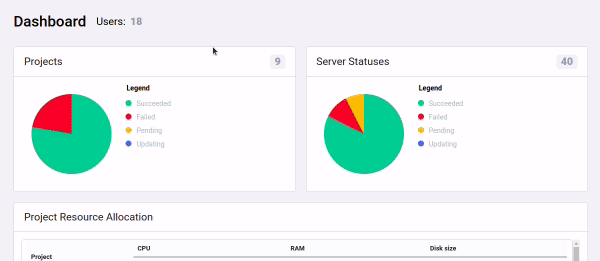 Dashboard Users: 18
Projects 9
Legend
Succeeded
Failed
Pending
Updating
Server Statuses 40
Legend
Succeeded
Failed
Pending
Updating
Project Resource Allocation
CPU RAM Disk size
Project